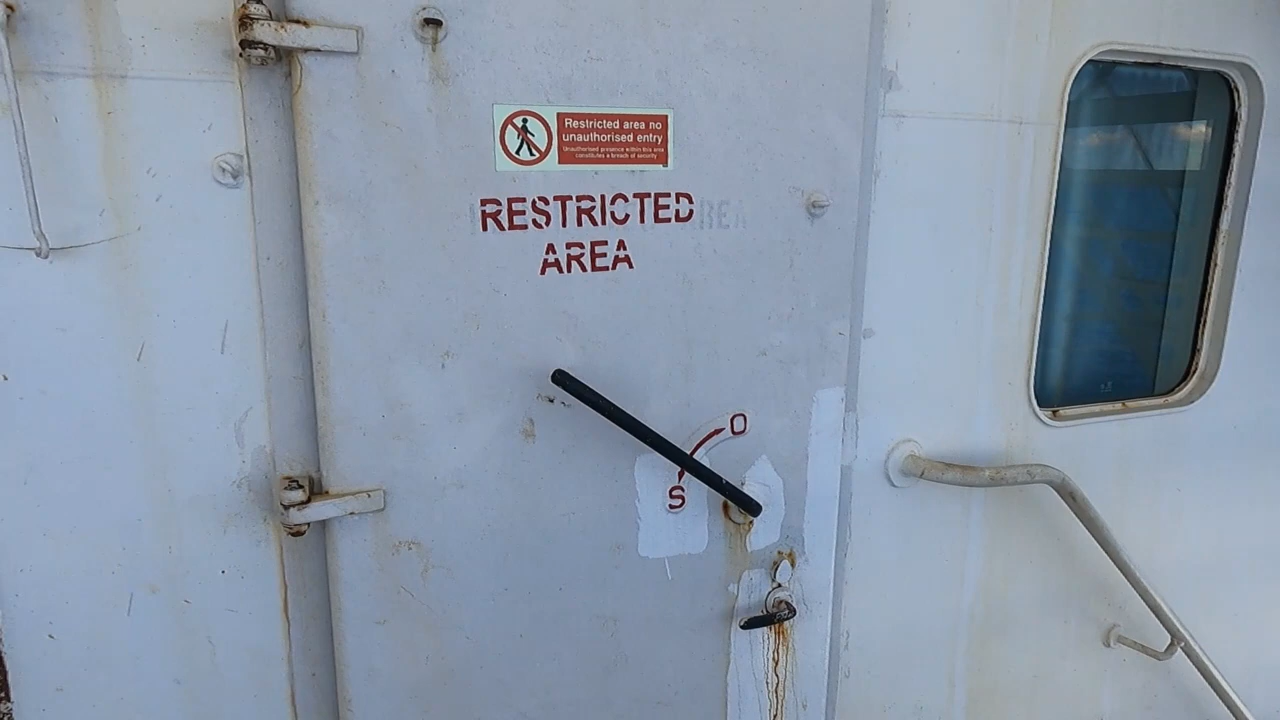 Restricted area no
unauthorised entry
Unauthorised presence within this area
constitutes a breach of security
RESTRICTED
AREA
O
S